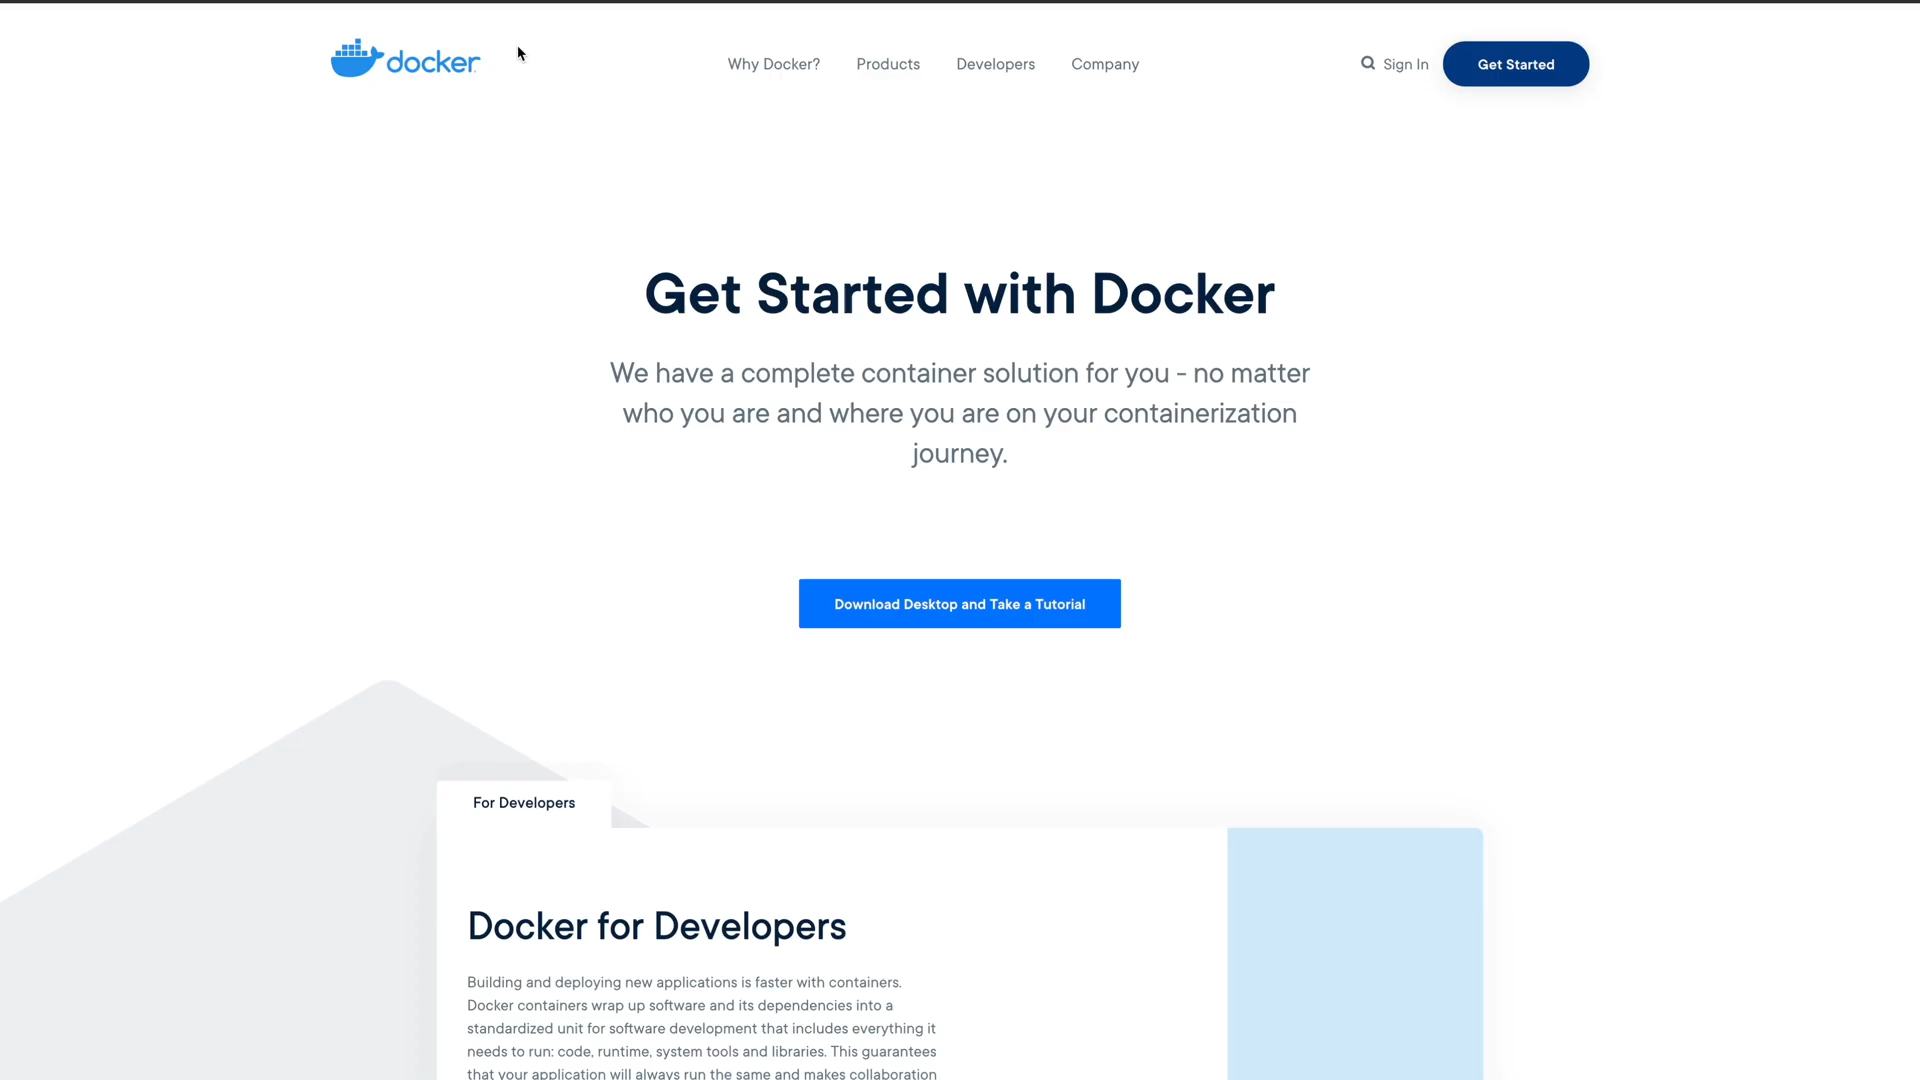 docker
Why Docker?
Products
Developers
Company
Sign In
Get Started
Get Started with Docker
We have a complete container solution for you - no matter
who you are and where you are on your containerization
journey.
Download Desktop and Take a Tutorial
For Developers
Docker for Developers
Building and deploying new applications is faster with containers.
Docker containers wrap up software and its dependencies into a
standardized unit for software development that includes everything it
needs to run: code, runtime, system tools and libraries. This guarantees
that your application will always run the same and makes collaboration